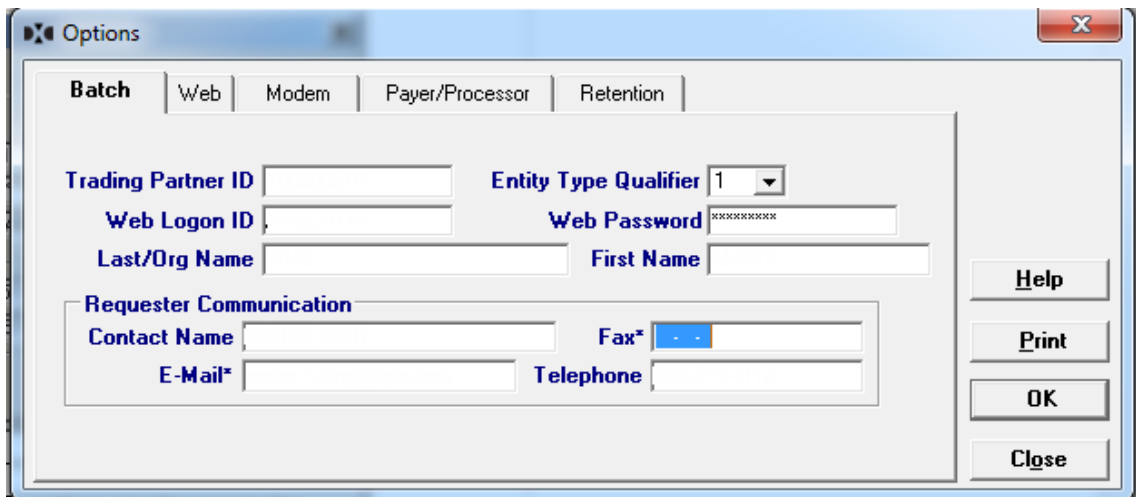 Options
Batch Web Modem Payer/Processor Retention
Trading Partner ID Entity Type Qualifier 1
Web Logon ID Web Password *********
Last/Org Name First Name
Requester Communication
Contact Name Fax* - -
E-Mail* Telephone
Help
Print
OK
Close